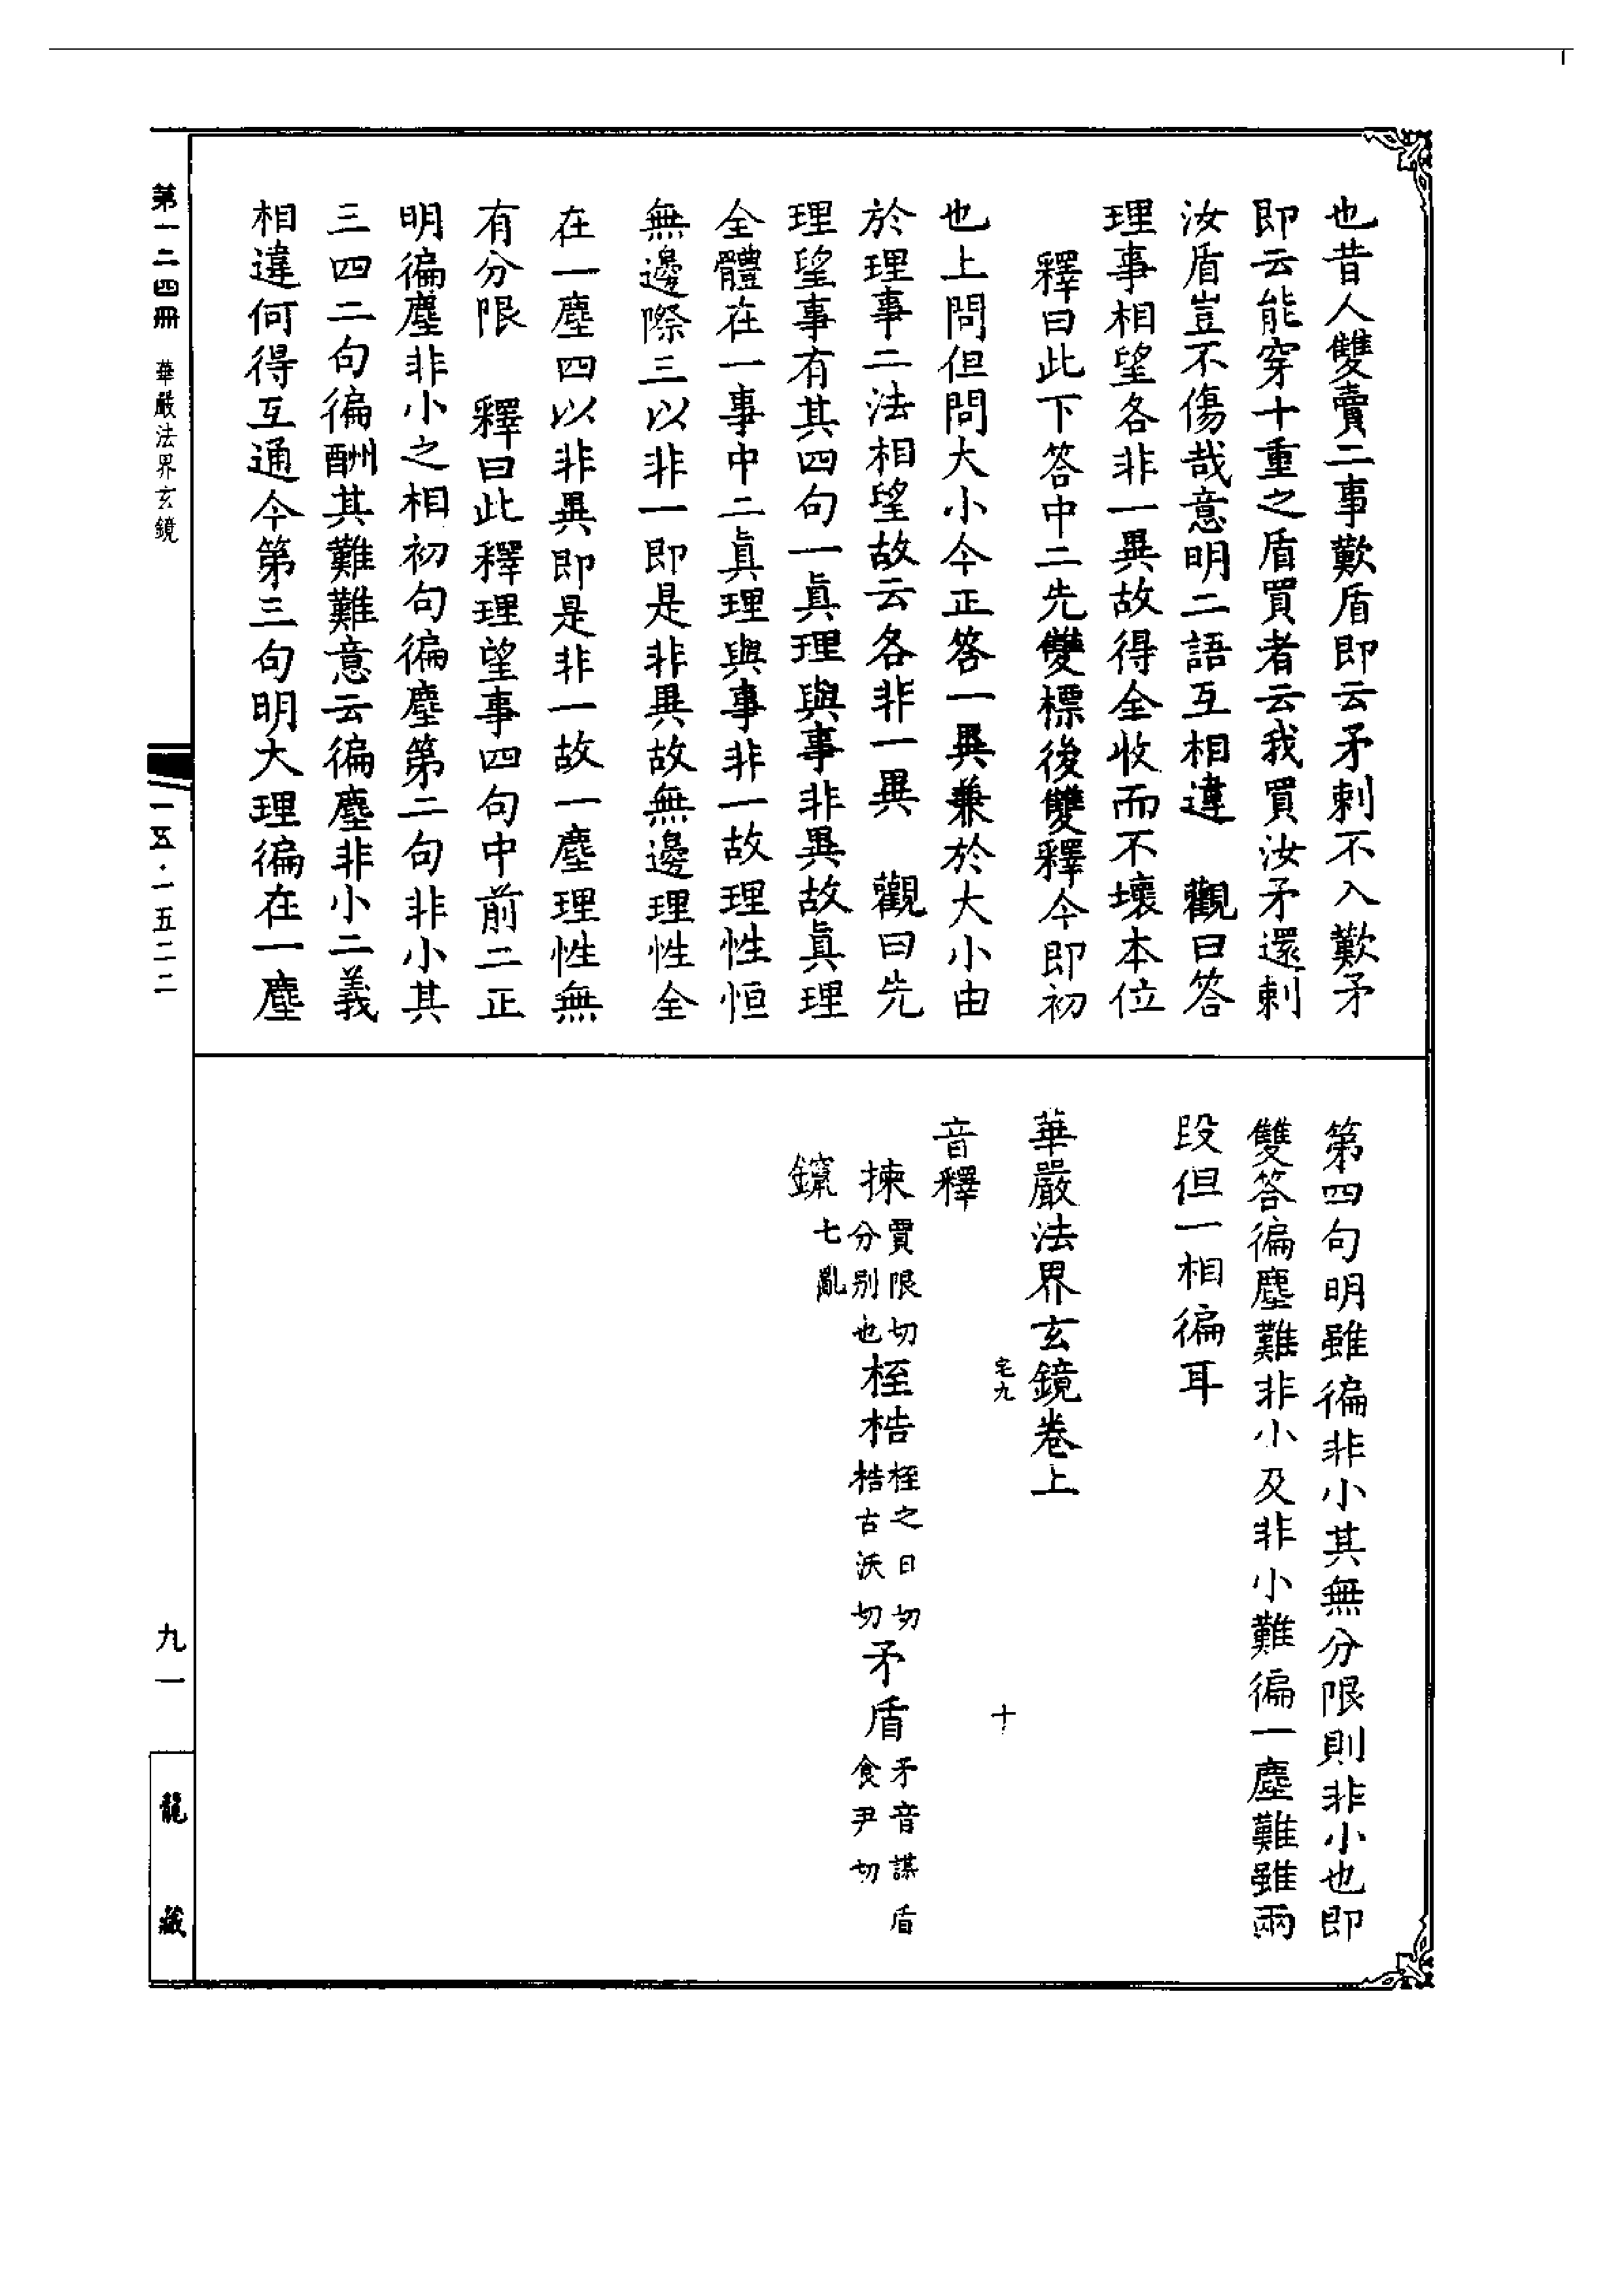 也昔人雙賣二事歎盾即云矛刺不入歎矛
即云能穿十重之盾買者云我買汝矛還刺
汝盾豈不傷哉意明二語互相違　觀曰答
理事相望各非一異故得全收而不壞本位
釋曰此下答中二先雙標後雙釋今即初
也上問但問大小今正答一異兼於大小由
於理事二法相望故云各非一異　觀曰先
理望事有其四句一真理與事非異故真理
全體在一事中二真理與事非一故理性恒
無邊際三以非一即是非異故無邊理性全
在一塵四以非異即是非一故一塵理性無
有分限　釋曰此釋理望事四句中前二正
明徧塵非小之相初句徧塵第二句非小其
三四二句徧酬其難難意云徧塵非小二義
相違何得互通今第三句明大理徧在一塵
第四句明雖徧非小其無分限則非小也即
雙答徧塵難非小及非小難徧一塵難雖兩
段但一相徧耳
華嚴法界玄鏡卷上
宅九　十
音釋
揀賈限切分別也桎梏桎之日切梏古沃切矛盾矛音謀盾食尹切
鑹七亂
第一二四冊　華嚴法界玄鏡
一五·一五二二
九一
龍藏